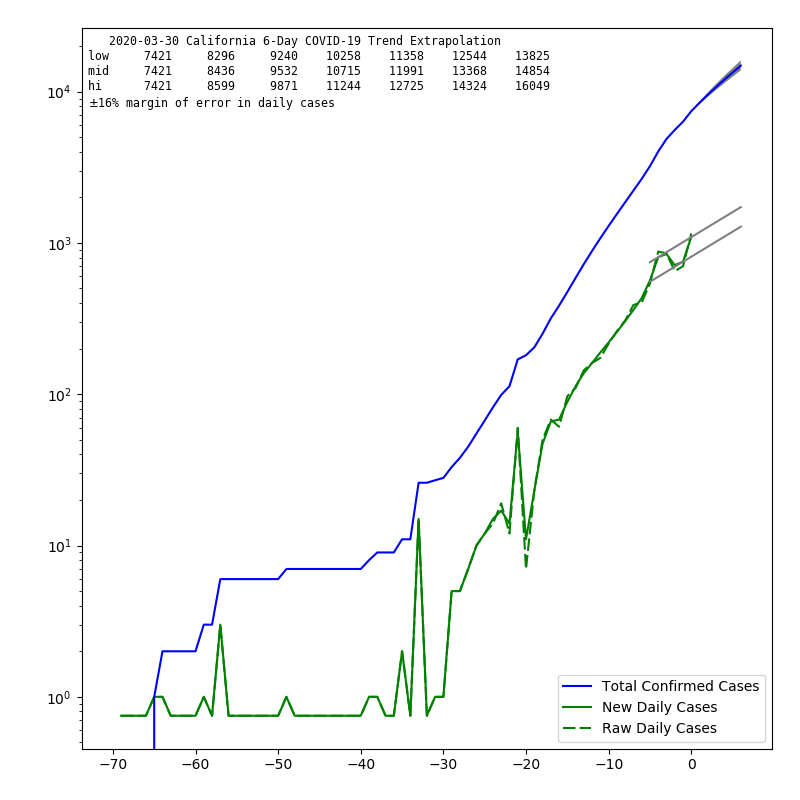 2020-03-30 California 6-Day COVID-19 Trend Extrapolation
low 7421 8296 9240 10258 11358 12544 13825
mid 7421 8436 9532 10715 11991 13368 14854
hi 7421 8599 9871 11244 12725 14324 16049
±16% margin of error in daily cases
10⁴
10³
10²
10¹
10⁰
Total Confirmed Cases
New Daily Cases
Raw Daily Cases
−70 −60 −50 −40 −30 −20 −10 0